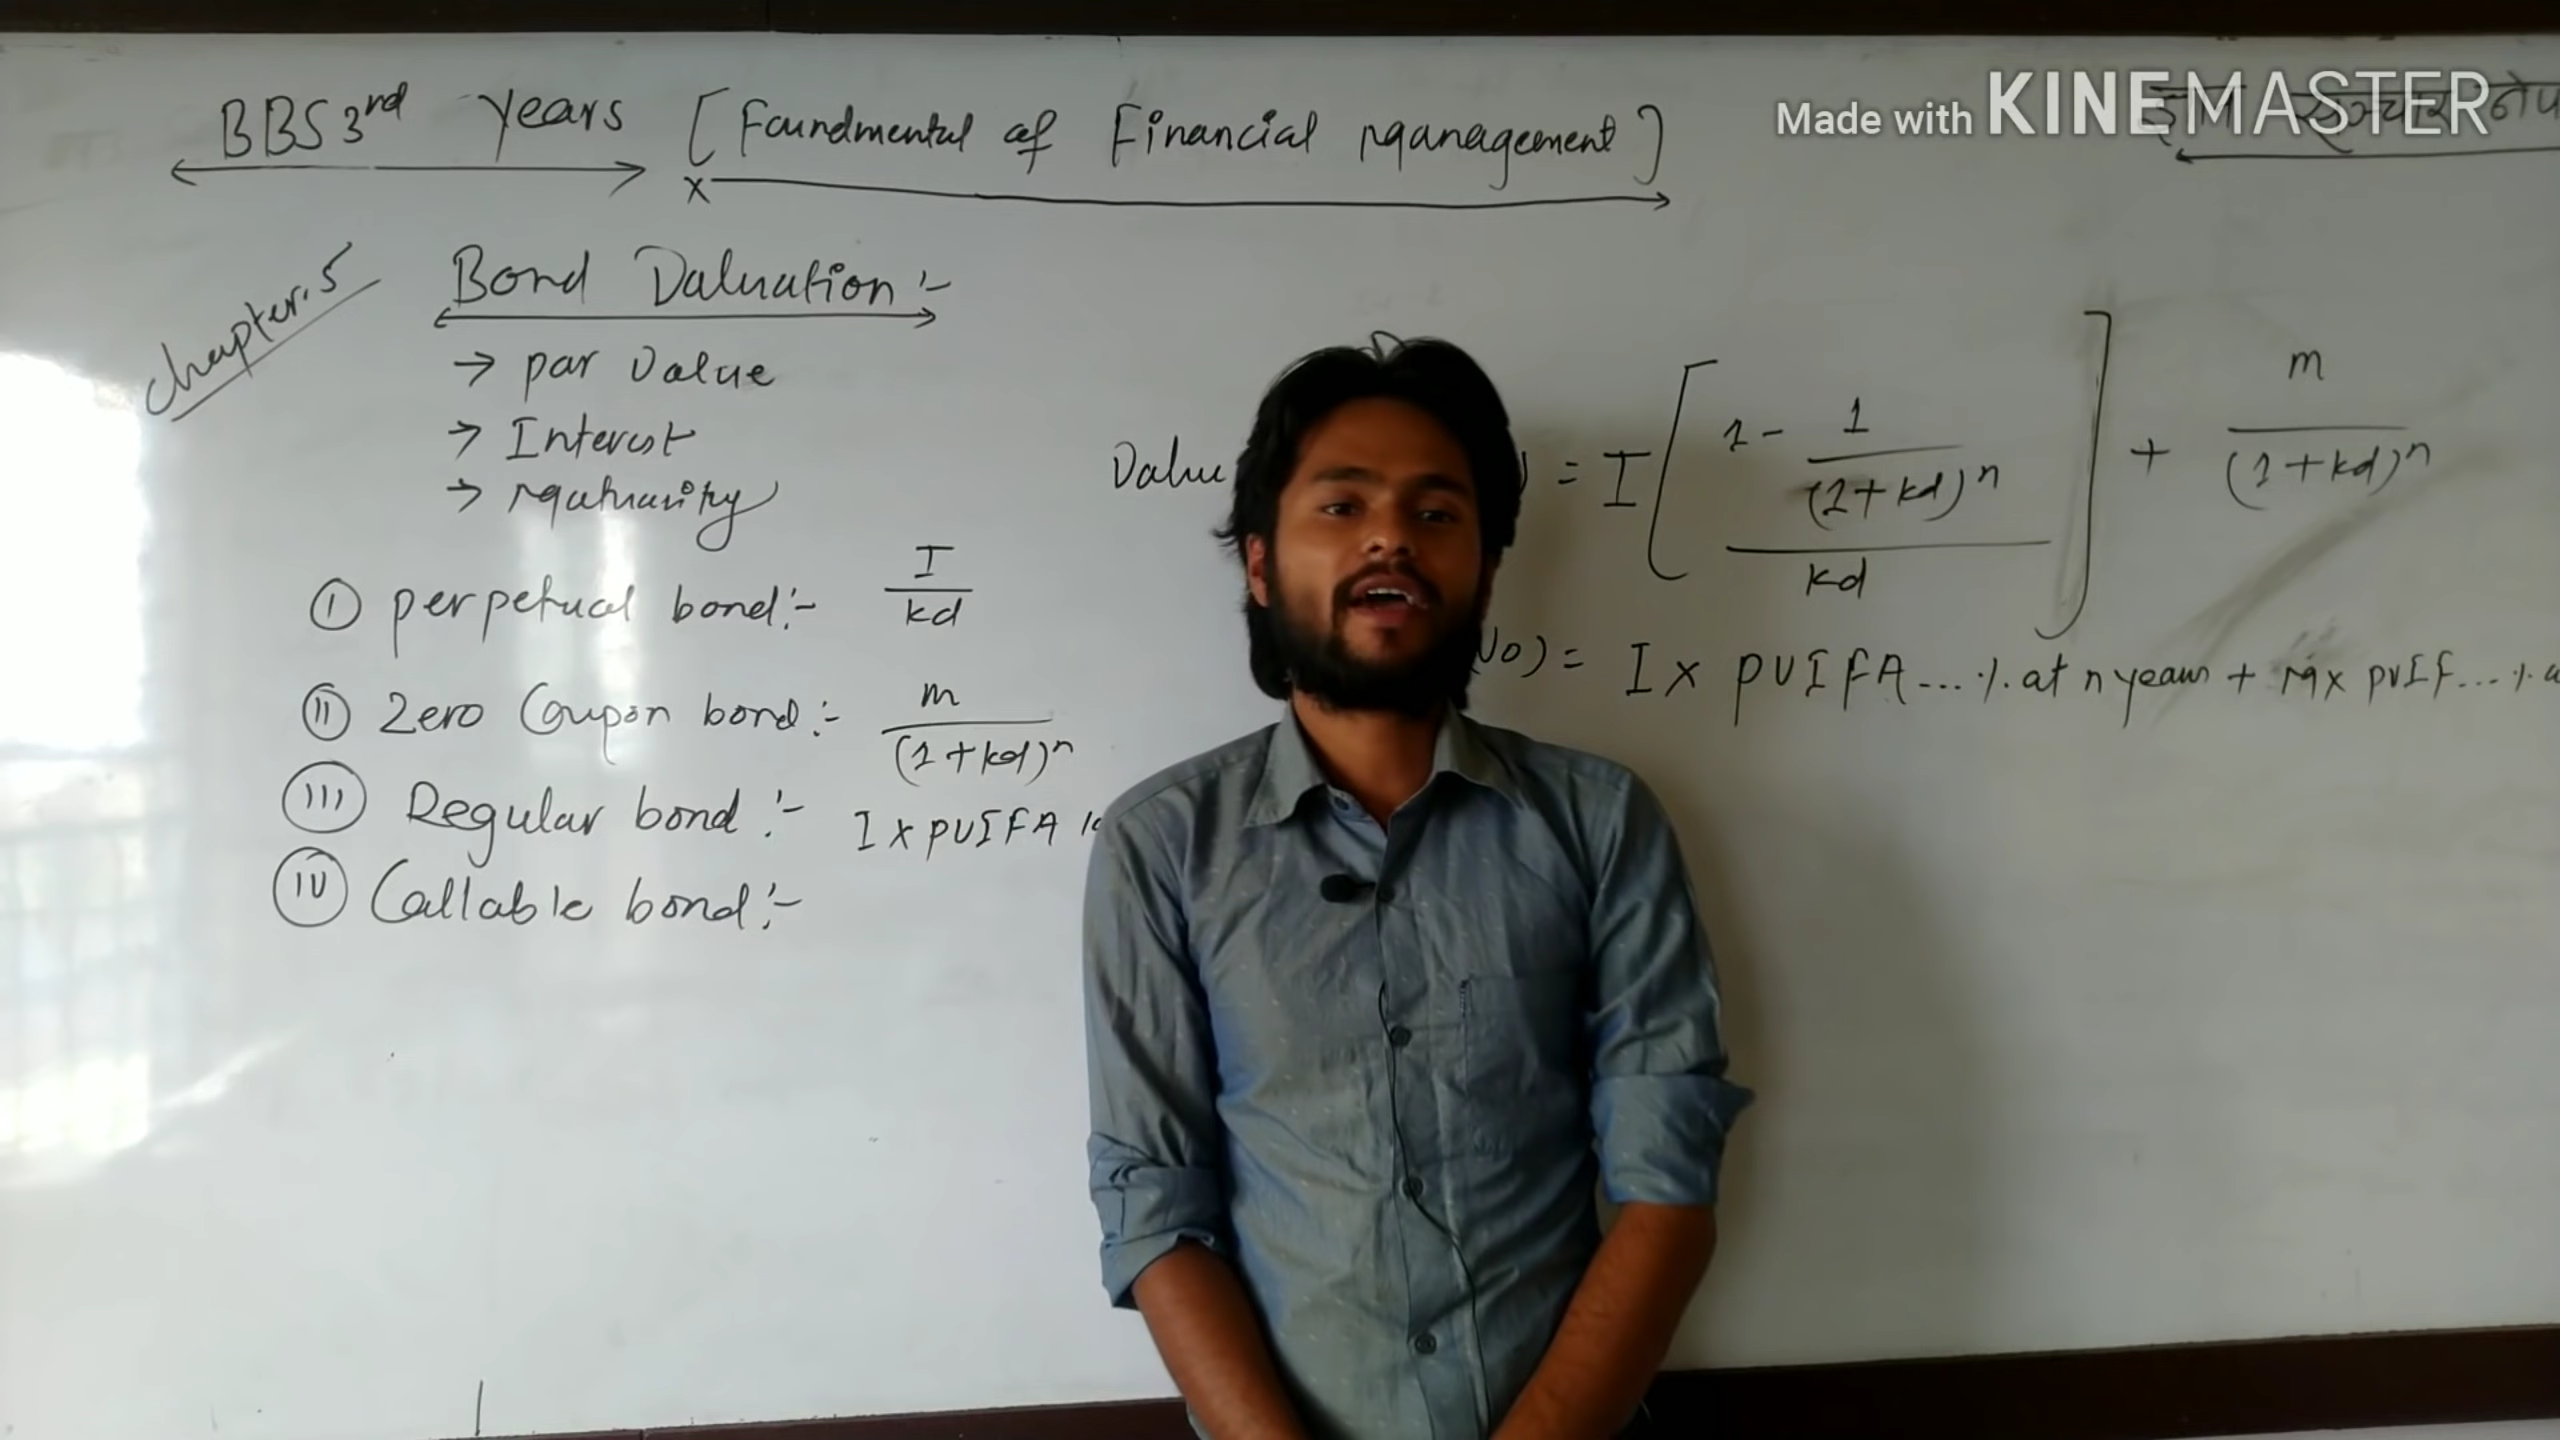 BBS 3rd years [Foundmental of Financial management]
Made with KINEMASTER
chapter.5
Bond Valuation :-
→ par value
→ Interest
→ maturity
(I) perpetual bond :- I / kd
(II) Zero Coupon bond :- m / (1+kd)^n
(III) Regular bond :- I x PVIFA
(IV) Callable bond :-
Value = I [ 1 - 1 / (1+kd)^n / kd ] + m / (1+kd)^n
(V0) = I x PVIFA...%. at n years + m x PVIF...%.